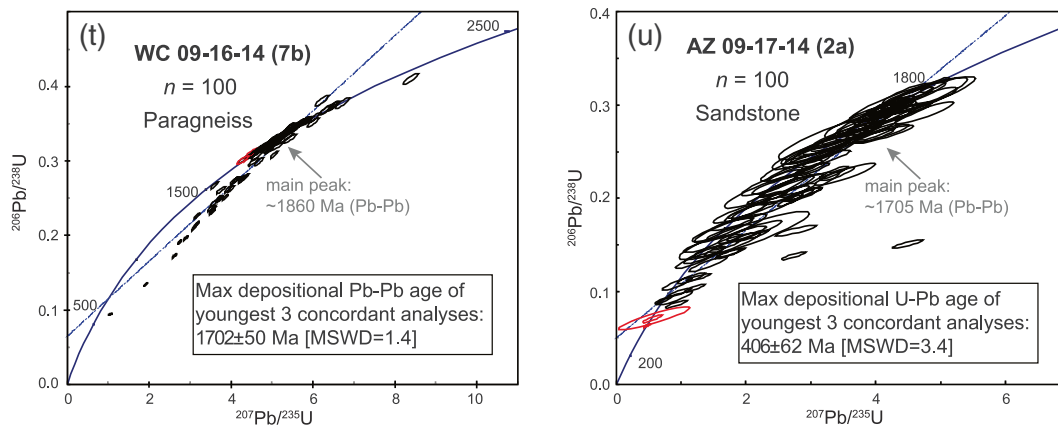 (t)
WC 09-16-14 (7b)
n = 100
Paragneiss
2500
1500
500
main peak:
~1860 Ma (Pb-Pb)
Max depositional Pb-Pb age of
youngest 3 concordant analyses:
1702±50 Ma [MSWD=1.4]
0.4
0.3
0.2
0.1
0.0
0 2 4 6 8 10
²⁰⁶Pb/²³⁸U
²⁰⁷Pb/²³⁵U
(u)
AZ 09-17-14 (2a)
n = 100
Sandstone
1800
200
main peak:
~1705 Ma (Pb-Pb)
Max depositional U-Pb age of
youngest 3 concordant analyses:
406±62 Ma [MSWD=3.4]
0.4
0.3
0.2
0.1
0.0
0 2 4 6
²⁰⁶Pb/²³⁸U
²⁰⁷Pb/²³⁵U